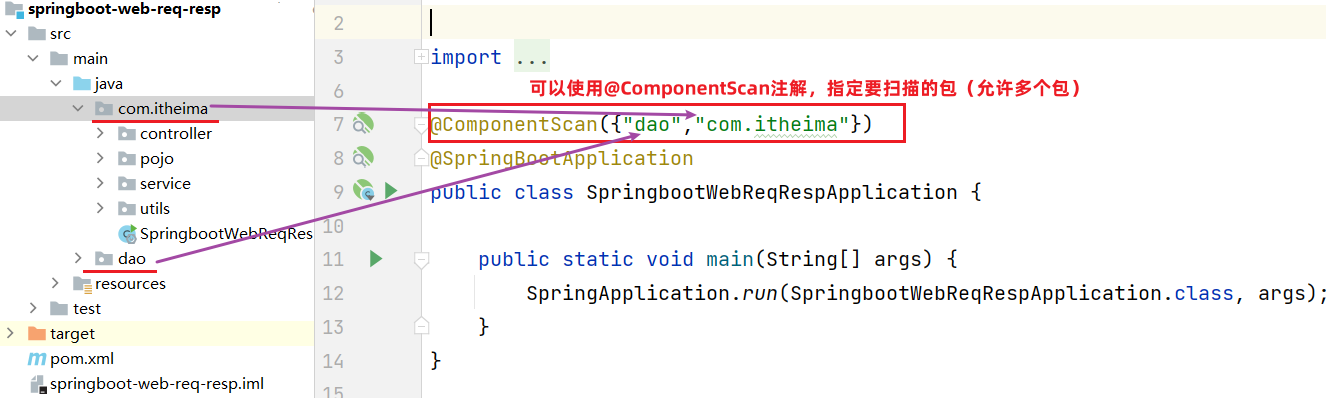 springboot-web-req-resp
src
main
java
com.itheima
controller
pojo
service
utils
SpringbootWebReqRes
dao
resources
test
target
pom.xml
springboot-web-req-resp.iml
2
3 import ...
6
可以使用@ComponentScan注解，指定要扫描的包（允许多个包）
7 @ComponentScan({"dao","com.itheima"})
8 @SpringBootApplication
9 public class SpringbootWebReqRespApplication {
10
11 public static void main(String[] args) {
12 SpringApplication.run(SpringbootWebReqRespApplication.class, args);
13 }
14 }
15